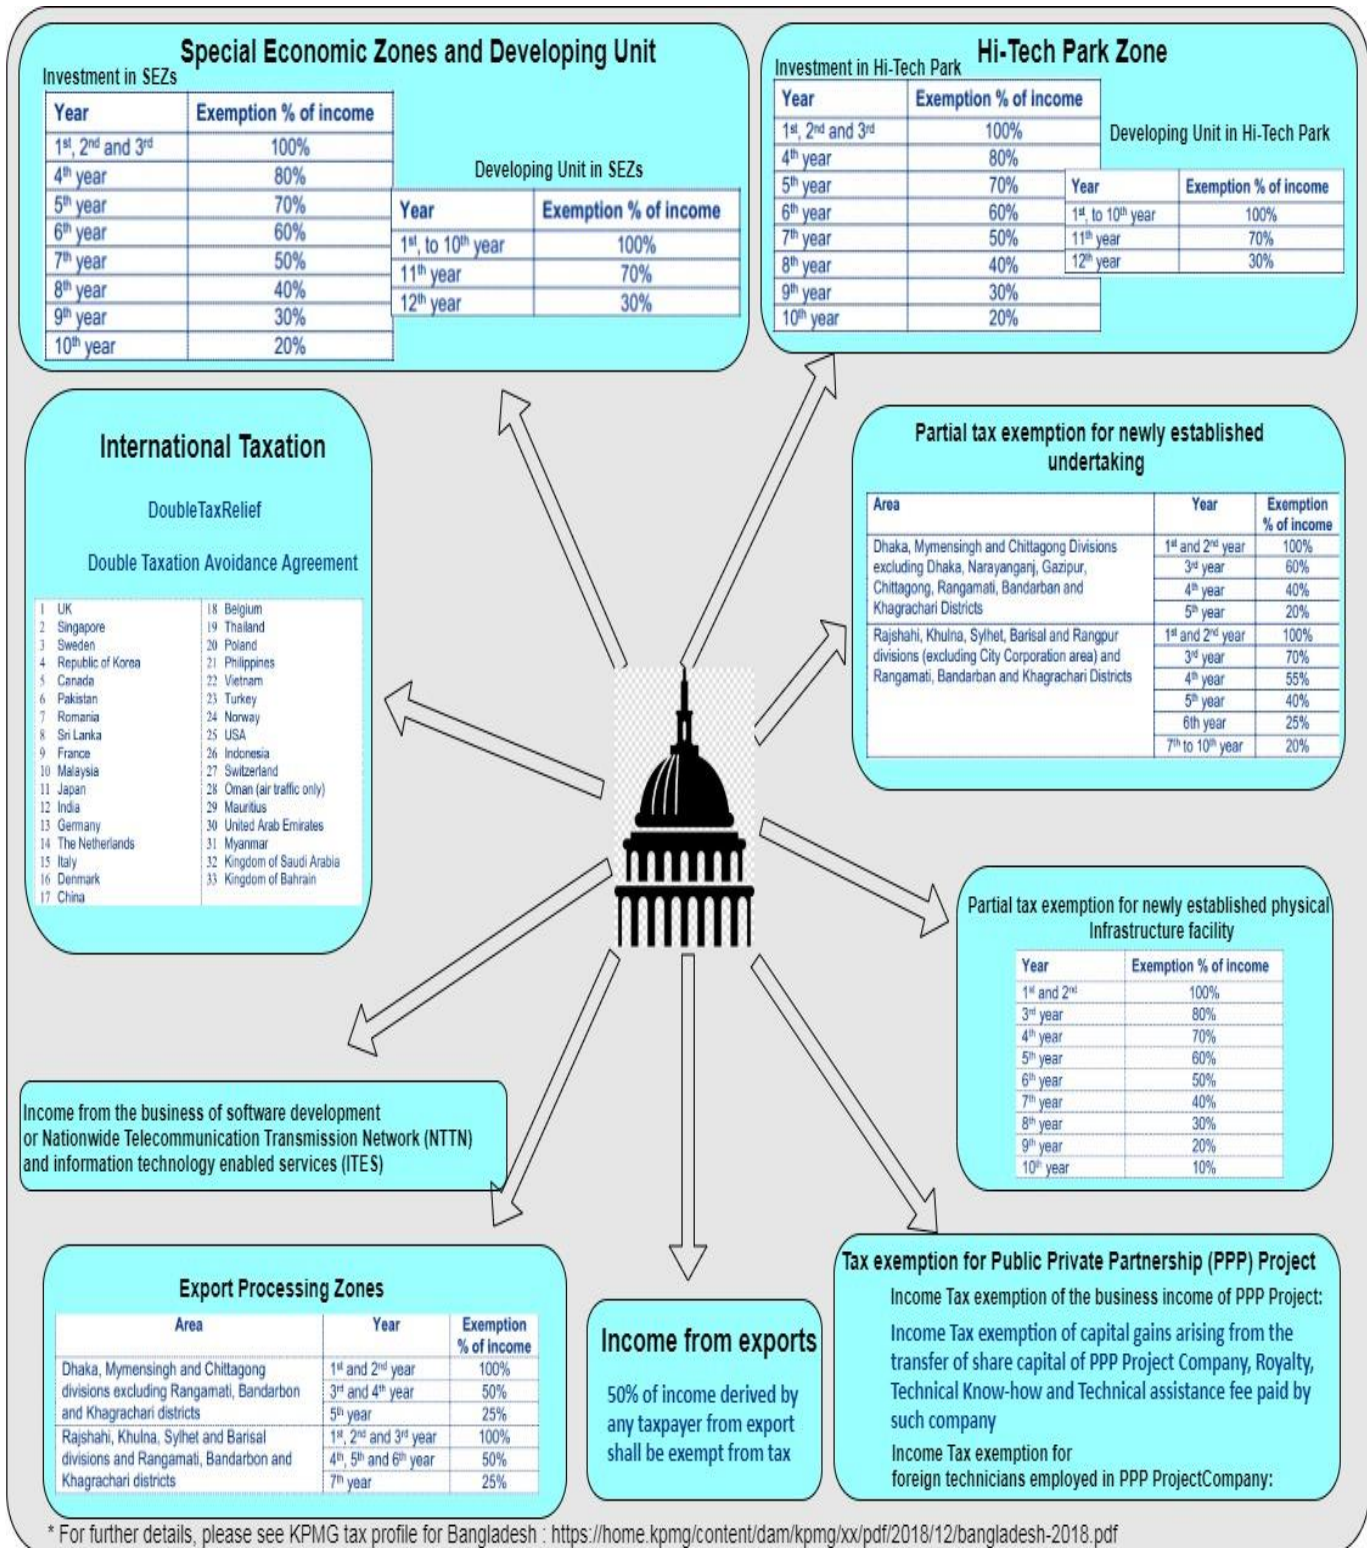 Special Economic Zones and Developing Unit
Investment in SEZs
Year Exemption % of income
1st, 2nd and 3rd 100%
4th year 80%
5th year 70%
6th year 60%
7th year 50%
8th year 40%
9th year 30%
10th year 20%
Developing Unit in SEZs
Year Exemption % of income
1st, to 10th year 100%
11th year 70%
12th year 30%
Hi-Tech Park Zone
Investment in Hi-Tech Park
Year Exemption % of income
1st, 2nd and 3rd 100%
4th year 80%
5th year 70%
6th year 60%
7th year 50%
8th year 40%
9th year 30%
10th year 20%
Developing Unit in Hi-Tech Park
Year Exemption % of income
1st, to 10th year 100%
11th year 70%
12th year 30%
International Taxation
DoubleTaxRelief
Double Taxation Avoidance Agreement
1 UK
2 Singapore
3 Sweden
4 Republic of Korea
5 Canada
6 Pakistan
7 Romania
8 Sri Lanka
9 France
10 Malaysia
11 Japan
12 India
13 Germany
14 The Netherlands
15 Italy
16 Denmark
17 China
18 Belgium
19 Thailand
20 Poland
21 Philippines
22 Vietnam
23 Turkey
24 Norway
25 USA
26 Indonesia
27 Switzerland
28 Oman (air traffic only)
29 Mauritius
30 United Arab Emirates
31 Myanmar
32 Kingdom of Saudi Arabia
33 Kingdom of Bahrain
Partial tax exemption for newly established
undertaking
Area Year Exemption
% of income
Dhaka, Mymensingh and Chittagong Divisions 1st and 2nd year 100%
excluding Dhaka, Narayanganj, Gazipur, 3rd year 60%
Chittagong, Rangamati, Bandarban and 4th year 40%
Khagrachari Districts 5th year 20%
Rajshahi, Khulna, Sylhet, Barisal and Rangpur 1st and 2nd year 100%
divisions (excluding City Corporation area) and 3rd year 70%
Rangamati, Bandarban and Khagrachari Districts 4th year 55%
5th year 40%
6th year 25%
7th to 10th year 20%
Partial tax exemption for newly established physical
Infrastructure facility
Year Exemption % of income
1st and 2nd 100%
3rd year 80%
4th year 70%
5th year 60%
6th year 50%
7th year 40%
8th year 30%
9th year 20%
10th year 10%
Income from the business of software development
or Nationwide Telecommunication Transmission Network (NTTN)
and information technology enabled services (ITES)
Export Processing Zones
Area Year Exemption
% of income
Dhaka, Mymensingh and Chittagong 1st and 2nd year 100%
divisions excluding Rangamati, Bandarbon 3rd and 4th year 50%
and Khagrachari districts 5th year 25%
Rajshahi, Khulna, Sylhet and Barisal 1st, 2nd and 3rd year 100%
divisions and Rangamati, Bandarbon and 4th, 5th and 6th year 50%
Khagrachari districts 7th year 25%
Income from exports
50% of income derived by
any taxpayer from export
shall be exempt from tax
Tax exemption for Public Private Partnership (PPP) Project
Income Tax exemption of the business income of PPP Project:
Income Tax exemption of capital gains arising from the
transfer of share capital of PPP Project Company, Royalty,
Technical Know-how and Technical assistance fee paid by
such company
Income Tax exemption for
foreign technicians employed in PPP ProjectCompany:
* For further details, please see KPMG tax profile for Bangladesh : https://home.kpmg/content/dam/kpmg/xx/pdf/2018/12/bangladesh-2018.pdf